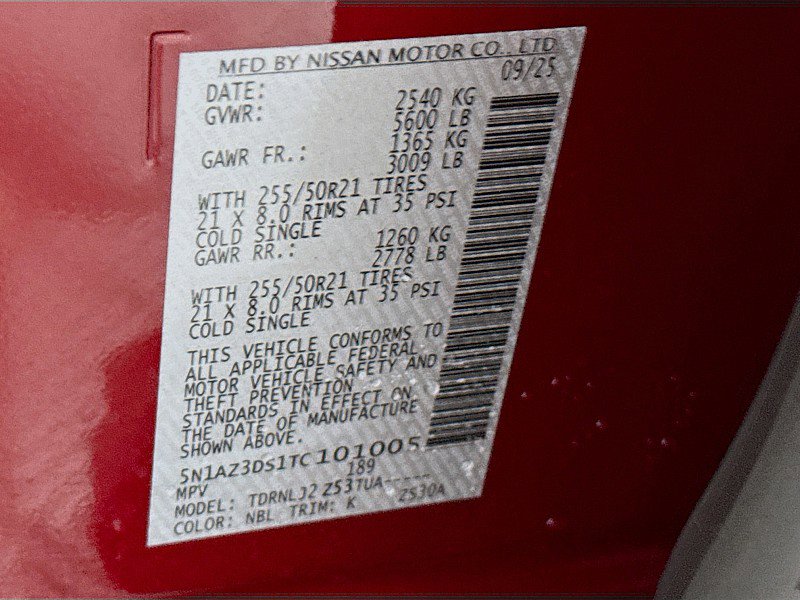 MFD BY NISSAN MOTOR CO., LTD
DATE: 09/25
GVWR: 2540 KG
5600 LB
GAWR FR.: 1365 KG
3009 LB
WITH 255/50R21 TIRES
21 X 8.0 RIMS AT 35 PSI
COLD SINGLE
GAWR RR.: 1260 KG
2778 LB
WITH 255/50R21 TIRES
21 X 8.0 RIMS AT 35 PSI
COLD SINGLE
THIS VEHICLE CONFORMS TO
ALL APPLICABLE FEDERAL
MOTOR VEHICLE SAFETY AND
THEFT PREVENTION
STANDARDS IN EFFECT ON
THE DATE OF MANUFACTURE
SHOWN ABOVE.
5N1AZ3DS1TC101005
MPV 189
MODEL: TDRNLJ2 Z53TUA-----
COLOR: NBL TRIM: K Z530A